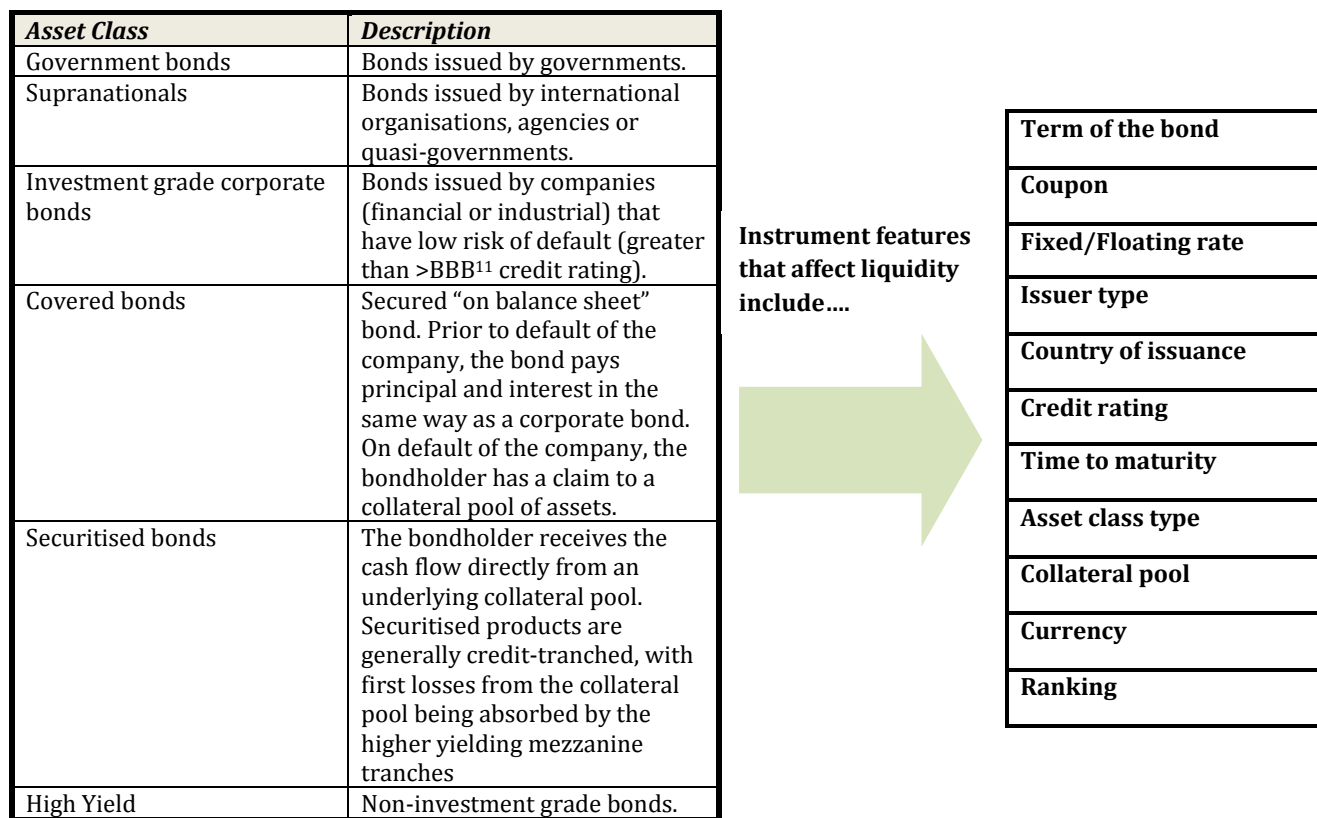 Asset Class Description
Government bonds Bonds issued by governments.
Supranationals Bonds issued by international
organisations, agencies or
quasi-governments.
Investment grade corporate
bonds
Bonds issued by companies
(financial or industrial) that
have low risk of default (greater
than >BBB11 credit rating).
Covered bonds Secured “on balance sheet”
bond. Prior to default of the
company, the bond pays
principal and interest in the
same way as a corporate bond.
On default of the company, the
bondholder has a claim to a
collateral pool of assets.
Securitised bonds The bondholder receives the
cash flow directly from an
underlying collateral pool.
Securitised products are
generally credit-tranched, with
first losses from the collateral
pool being absorbed by the
higher yielding mezzanine
tranches
High Yield Non-investment grade bonds.
Instrument features
that affect liquidity
include….
Term of the bond
Coupon
Fixed/Floating rate
Issuer type
Country of issuance
Credit rating
Time to maturity
Asset class type
Collateral pool
Currency
Ranking